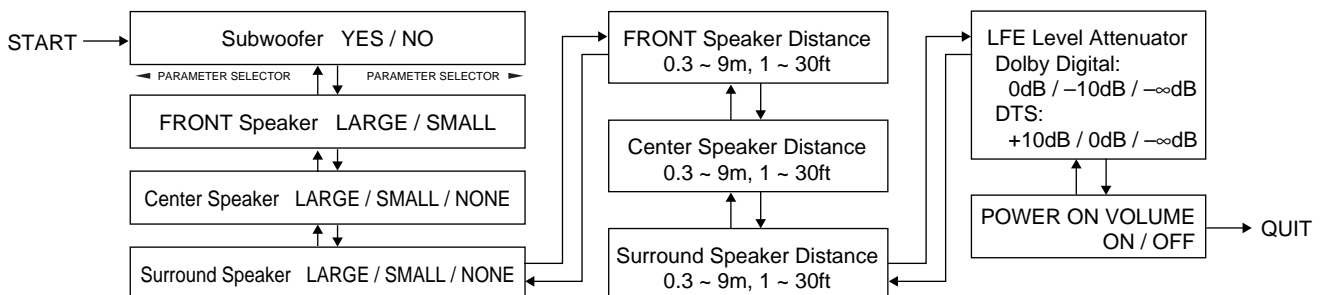 START
Subwoofer YES / NO
◄ PARAMETER SELECTOR PARAMETER SELECTOR ►
FRONT Speaker LARGE / SMALL
Center Speaker LARGE / SMALL / NONE
Surround Speaker LARGE / SMALL / NONE
FRONT Speaker Distance
0.3 ~ 9m, 1 ~ 30ft
Center Speaker Distance
0.3 ~ 9m, 1 ~ 30ft
Surround Speaker Distance
0.3 ~ 9m, 1 ~ 30ft
LFE Level Attenuator
Dolby Digital:
0dB / –10dB / –∞dB
DTS:
+10dB / 0dB / –∞dB
POWER ON VOLUME
ON / OFF
QUIT